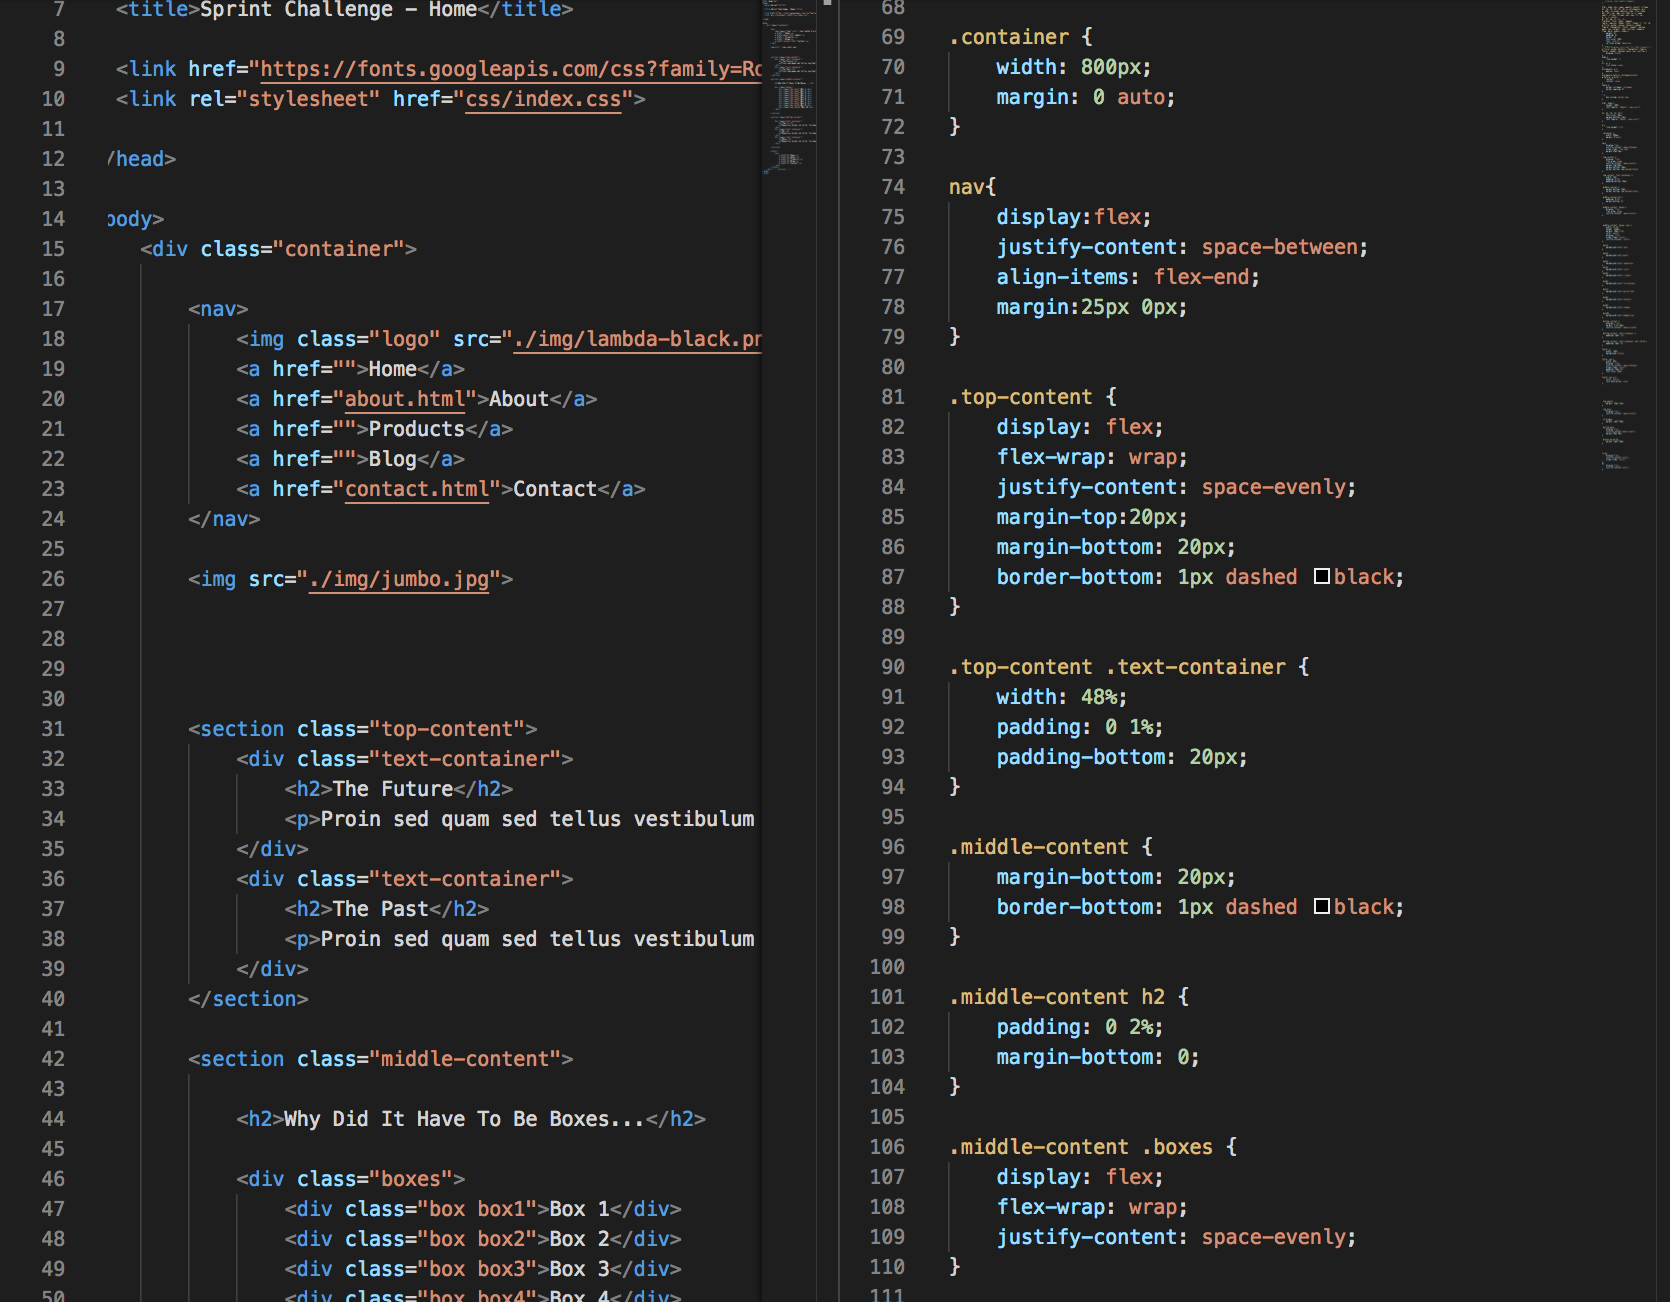 7 <title>Sprint Challenge - Home</title>
8
9 <link href="https://fonts.googleapis.com/css?family=Ro
10 <link rel="stylesheet" href="css/index.css">
11
12 /head>
13
14 body>
15 <div class="container">
16
17 <nav>
18 <img class="logo" src="./img/lambda-black.pn
19 <a href="">Home</a>
20 <a href="about.html">About</a>
21 <a href="">Products</a>
22 <a href="">Blog</a>
23 <a href="contact.html">Contact</a>
24 </nav>
25
26 <img src="./img/jumbo.jpg">
27
28
29
30
31 <section class="top-content">
32 <div class="text-container">
33 <h2>The Future</h2>
34 <p>Proin sed quam sed tellus vestibulum
35 </div>
36 <div class="text-container">
37 <h2>The Past</h2>
38 <p>Proin sed quam sed tellus vestibulum
39 </div>
40 </section>
41
42 <section class="middle-content">
43
44 <h2>Why Did It Have To Be Boxes...</h2>
45
46 <div class="boxes">
47 <div class="box box1">Box 1</div>
48 <div class="box box2">Box 2</div>
49 <div class="box box3">Box 3</div>
50 <div class="box box4">Box 4</div>
68
69 .container {
70 width: 800px;
71 margin: 0 auto;
72 }
73
74 nav{
75 display:flex;
76 justify-content: space-between;
77 align-items: flex-end;
78 margin:25px 0px;
79 }
80
81 .top-content {
82 display: flex;
83 flex-wrap: wrap;
84 justify-content: space-evenly;
85 margin-top:20px;
86 margin-bottom: 20px;
87 border-bottom: 1px dashed black;
88 }
89
90 .top-content .text-container {
91 width: 48%;
92 padding: 0 1%;
93 padding-bottom: 20px;
94 }
95
96 .middle-content {
97 margin-bottom: 20px;
98 border-bottom: 1px dashed black;
99 }
100
101 .middle-content h2 {
102 padding: 0 2%;
103 margin-bottom: 0;
104 }
105
106 .middle-content .boxes {
107 display: flex;
108 flex-wrap: wrap;
109 justify-content: space-evenly;
110 }
111